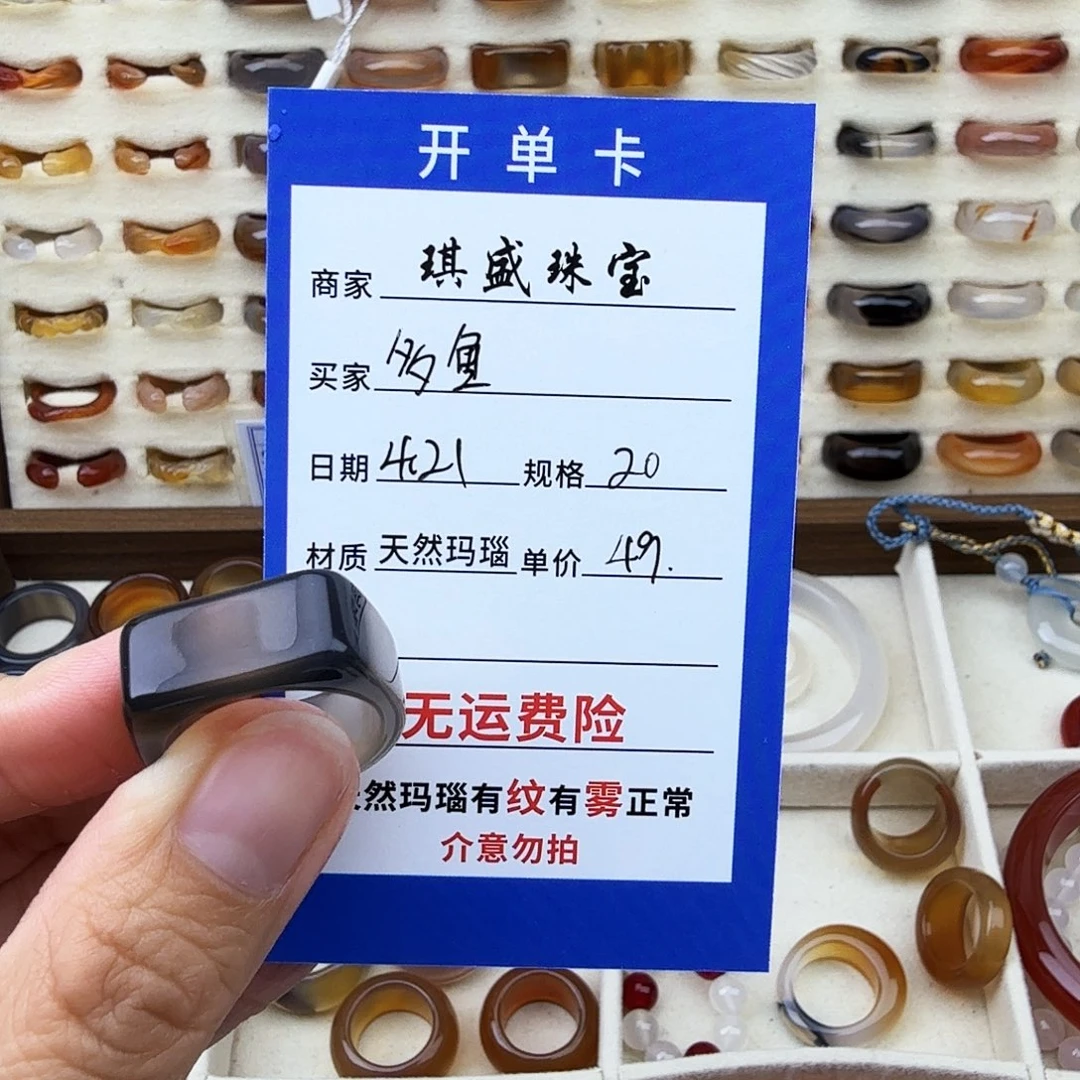 开单卡
商家 琪盛珠宝
买家
日期 4.21 规格 20
材质 天然玛瑙 单价 49.
无运费险
然玛瑙有纹有雾正常
介意勿拍